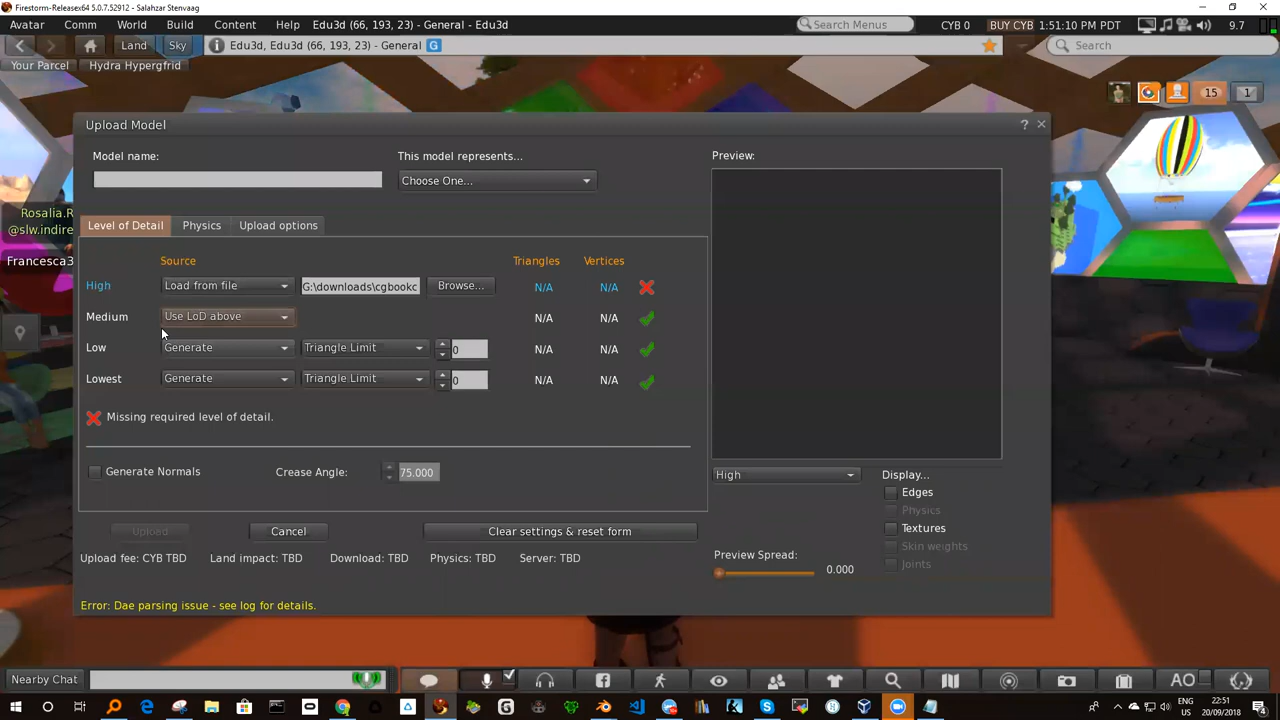 Firestorm-Releasex64 5.0.7.52912 - Salahzar Stenvaag
Avatar Comm World Build Content Help Edu3d (66, 193, 23) - General - Edu3d Search Menus CYB 0 BUY CYB 1:51:10 PM PDT 9.7
Land Sky Edu3d, Edu3d (66, 193, 23) - General G Search
Your Parcel Hydra Hypergfrid
15 1
Upload Model ?
Model name: This model represents... Preview:
Choose One...
Rosalia.R
@slw.indire
Francesca3
Level of Detail Physics Upload options
Source Triangles Vertices
High Load from file G:\downloads\cgbookc Browse... N/A N/A
Medium Use LoD above N/A N/A
Low Generate Triangle Limit 0 N/A N/A
Lowest Generate Triangle Limit 0 N/A N/A
Missing required level of detail.
Generate Normals Crease Angle: 75.000
High Display...
Edges
Physics
Textures
Skin weights
Joints
Upload Cancel Clear settings & reset form
Preview Spread: 0.000
Upload fee: CYB TBD Land impact: TBD Download: TBD Physics: TBD Server: TBD
Error: Dae parsing issue - see log for details.
Nearby Chat AO
ENG 22:51
US 20/09/2018